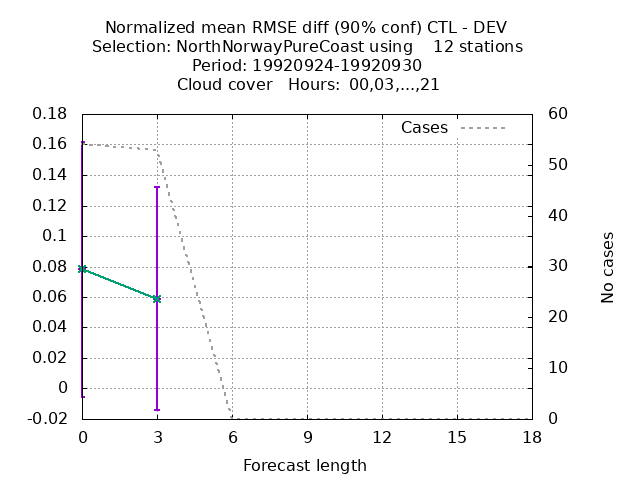 Normalized mean RMSE diff (90% conf) CTL - DEV
Selection: NorthNorwayPureCoast using    12 stations
Period: 19920924-19920930
Cloud cover   Hours:  00,03,...,21
0.18
0.16
0.14
0.12
0.1
0.08
0.06
0.04
0.02
0
-0.02
Cases
60
50
40
30
20
10
0
No cases
0 3 6 9 12 15 18
Forecast length